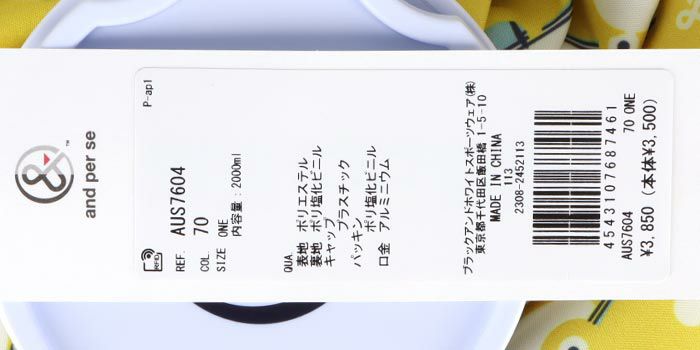 and per se
P-ap1
RFID
REF. AUS7604
COL. 70
SIZE ONE
内容量：2000ml
QUA.
表地 ポリエステル
裏地 ポリ塩化ビニル
キャップ
プラスチック
パッキン
ポリ塩化ビニル
口金 アルミニウム
ブラックアンドホワイトスポーツウェア(株)
東京都千代田区飯田橋 1-5-10
MADE IN CHINA
113
2308-2452113
4543107687461
AUS7604 70 ONE
¥3,850 (本体¥3,500)